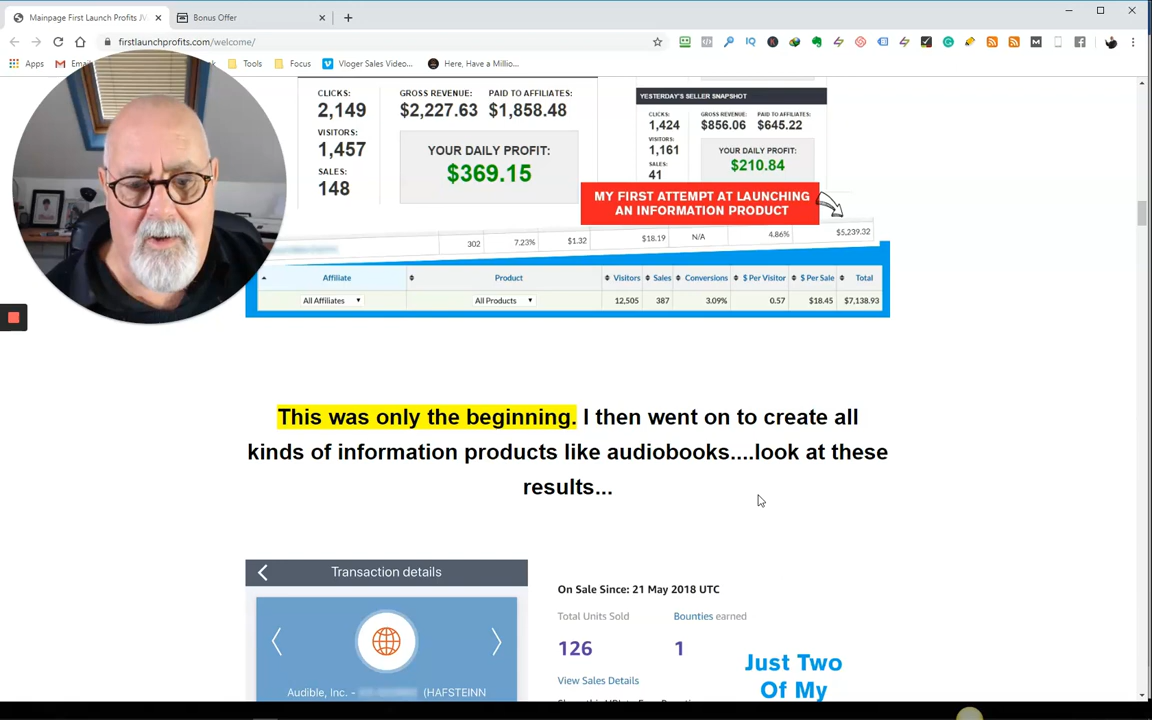 Mainpage First Launch Profits JV
Bonus Offer
firstlaunchprofits.com/welcome/
Apps
Tools
Focus
Vloger Sales Video...
Here, Have a Millio...
CLICKS:
2,149
VISITORS:
1,457
SALES:
148
GROSS REVENUE:
$2,227.63
PAID TO AFFILIATES:
$1,858.48
YOUR DAILY PROFIT:
$369.15
YESTERDAY'S SELLER SNAPSHOT
CLICKS:
1,424
VISITORS:
1,161
SALES:
41
GROSS REVENUE:
$856.06
PAID TO AFFILIATES:
$645.22
YOUR DAILY PROFIT:
$210.84
MY FIRST ATTEMPT AT LAUNCHING
AN INFORMATION PRODUCT
302 7.23% $1.32 $18.19 N/A 4.86% $5,239.32
Affiliate Product Visitors Sales Conversions $ Per Visitor $ Per Sale Total
All Affiliates All Products 12,505 387 3.09% 0.57 $18.45 $7,138.93
This was only the beginning. I then went on to create all
kinds of information products like audiobooks....look at these
results...
Transaction details
Audible, Inc. - (HAFSTEINN
On Sale Since: 21 May 2018 UTC
Total Units Sold
126
Bounties earned
1
View Sales Details
Just Two
Of My